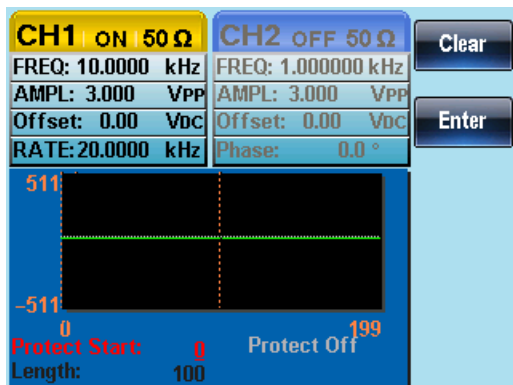 CH1 ON 50 Ω CH2 OFF 50 Ω
FREQ: 10.0000 kHz FREQ: 1.000000 kHz
AMPL: 3.000 VPP AMPL: 3.000 VPP
Offset: 0.00 VDC Offset: 0.00 VDC
RATE: 20.0000 kHz Phase: 0.0 °
Clear
Enter
511
-511
0 199
Protect Start: 0 Protect Off
Length: 100